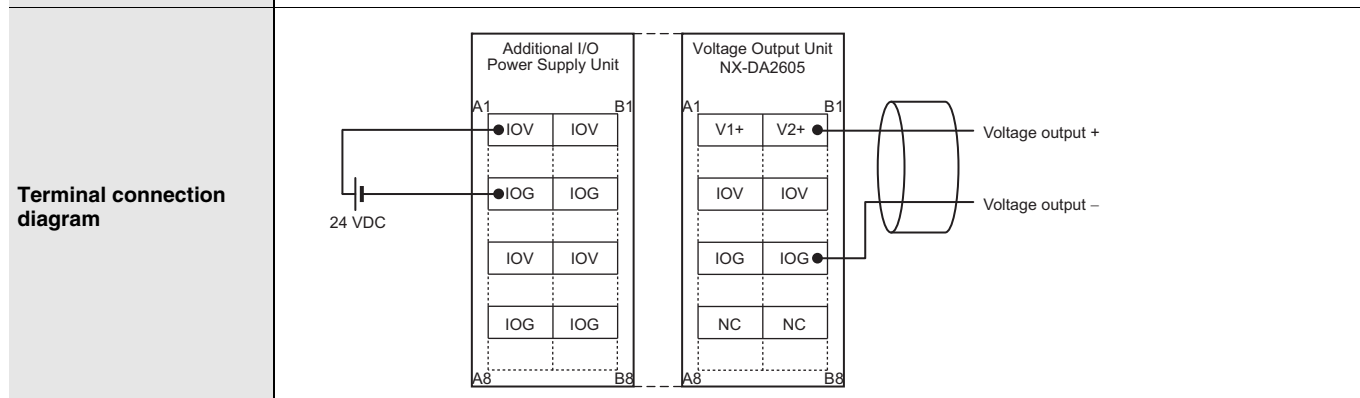 Terminal connection
diagram
Additional I/O
Power Supply Unit
A1 B1
IOV IOV
IOG IOG
IOV IOV
IOG IOG
A8 B8
24 VDC
Voltage Output Unit
NX-DA2605
A1 B1
V1+ V2+
IOV IOV
IOG IOG
NC NC
A8 B8
Voltage output +
Voltage output −